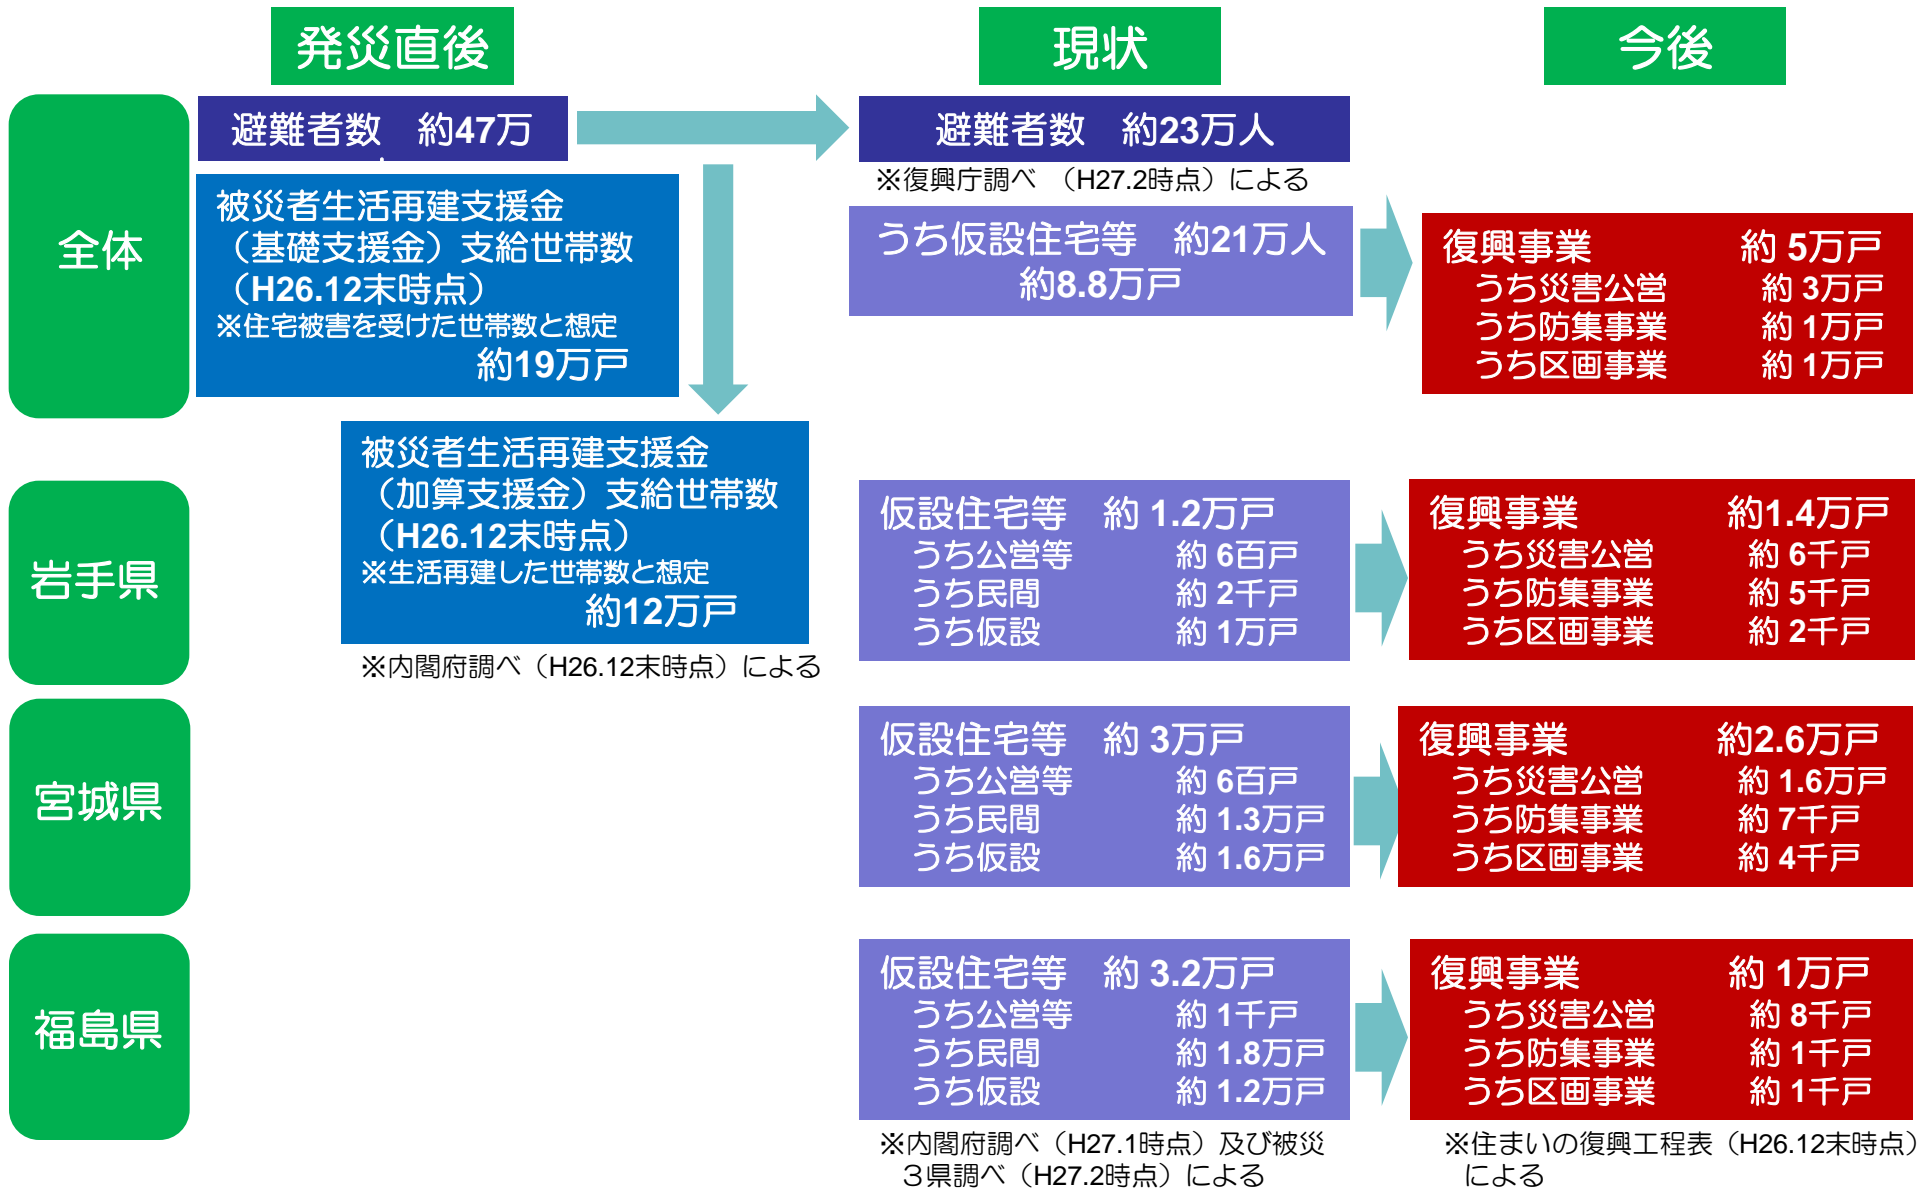 発災直後
現状
今後
全体
避難者数　約47万
避難者数　約23万人
※復興庁調べ　（H27.2時点）による
被災者生活再建支援金
（基礎支援金）支給世帯数
（H26.12末時点）
※住宅被害を受けた世帯数と想定
約19万戸
うち仮設住宅等　約21万人
約8.8万戸
復興事業　約 5万戸
うち災害公営　約 3万戸
うち防集事業　約 1万戸
うち区画事業　約 1万戸
被災者生活再建支援金
（加算支援金）支給世帯数
（H26.12末時点）
※生活再建した世帯数と想定
約12万戸
※内閣府調べ（H26.12末時点）による
岩手県
仮設住宅等　約 1.2万戸
うち公営等　約 6百戸
うち民間　約 2千戸
うち仮設　約 1万戸
復興事業　約1.4万戸
うち災害公営　約 6千戸
うち防集事業　約 5千戸
うち区画事業　約 2千戸
宮城県
仮設住宅等　約 3万戸
うち公営等　約 6百戸
うち民間　約 1.3万戸
うち仮設　約 1.6万戸
復興事業　約2.6万戸
うち災害公営　約 1.6万戸
うち防集事業　約 7千戸
うち区画事業　約 4千戸
福島県
仮設住宅等　約 3.2万戸
うち公営等　約 1千戸
うち民間　約 1.8万戸
うち仮設　約 1.2万戸
復興事業　約 1万戸
うち災害公営　約 8千戸
うち防集事業　約 1千戸
うち区画事業　約 1千戸
※内閣府調べ（H27.1時点）及び被災
３県調べ（H27.2時点）による
※住まいの復興工程表（H26.12末時点）
による